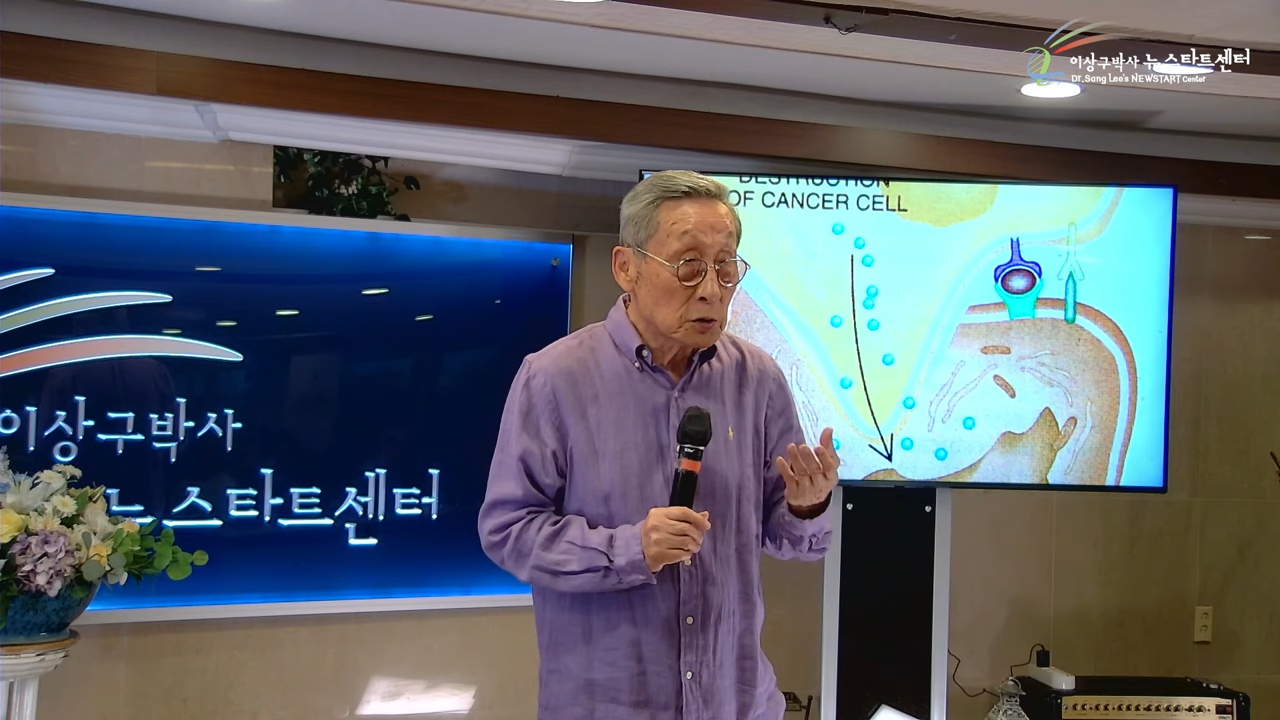 이상구박사 뉴스타트센터
Dr.Sang Lee's NEWSTART Center
DESTRUCTION
OF CANCER CELL
이상구박사
뉴스타트센터